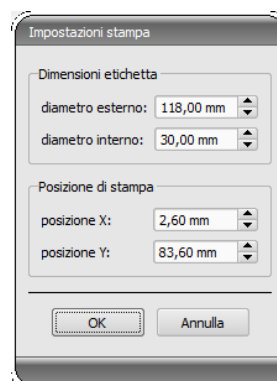 Impostazioni stampa
Dimensioni etichetta
diametro esterno: 118,00 mm
diametro interno: 30,00 mm
Posizione di stampa
posizione X: 2,60 mm
posizione Y: 83,60 mm
OK Annulla